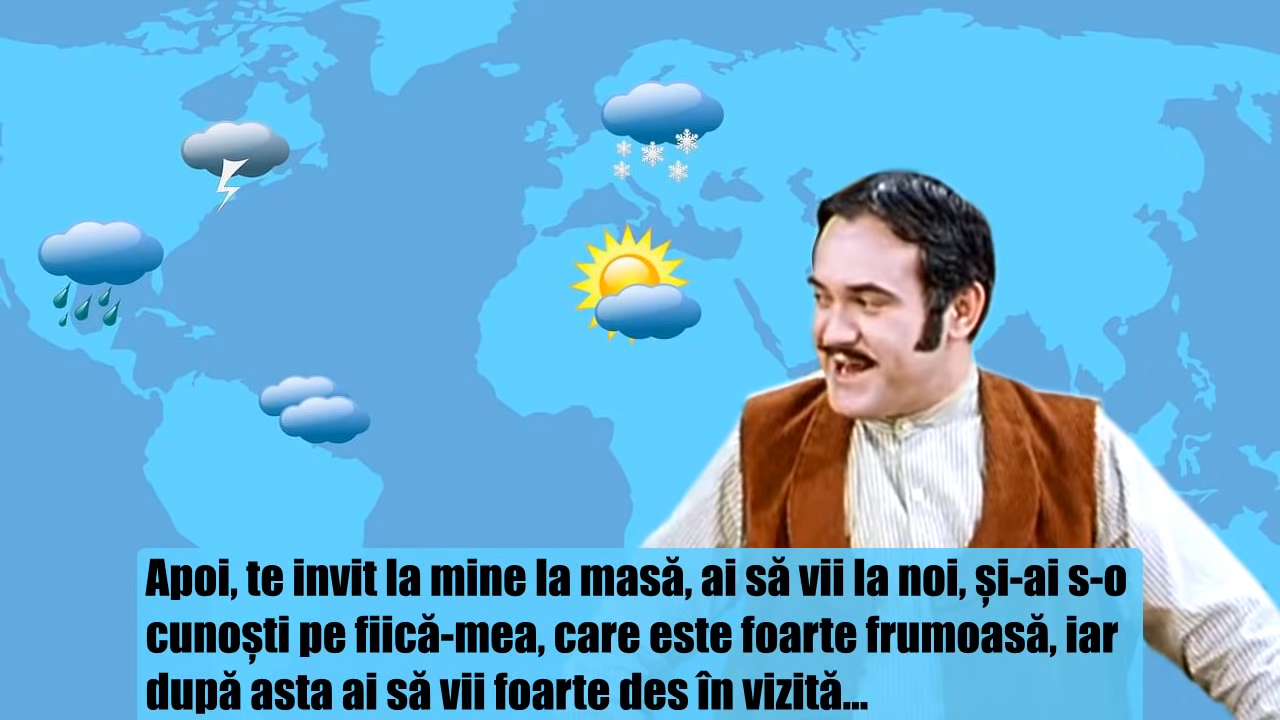 Apoi, te invit la mine la masă, ai să vii la noi, și-ai s-o
cunoști pe fiică-mea, care este foarte frumoasă, iar
după asta ai să vii foarte des în vizită...